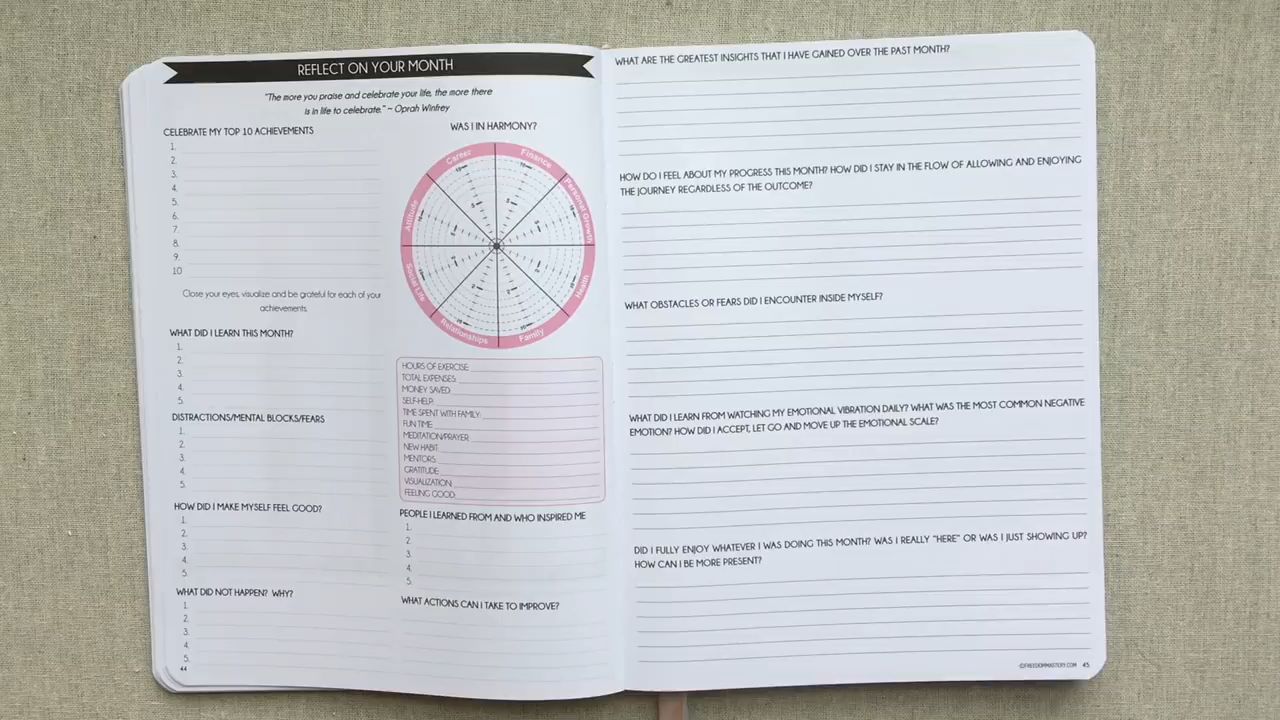 REFLECT ON YOUR MONTH
"The more you praise and celebrate your life, the more there
is in life to celebrate." ~ Oprah Winfrey
CELEBRATE MY TOP 10 ACHIEVEMENTS
1.
2.
3.
4.
5.
6.
7.
8.
9.
10
Close your eyes, visualize and be grateful for each of your
achievements.
WHAT DID I LEARN THIS MONTH?
1.
2.
3.
4.
5.
DISTRACTIONS/MENTAL BLOCKS/FEARS
1.
2.
3.
4.
5.
HOW DID I MAKE MYSELF FEEL GOOD?
1.
2.
3.
4.
5.
WHAT DID NOT HAPPEN? WHY?
1.
2.
3.
4.
5.
44
WAS I IN HARMONY?
Career
Finance
Personal Growth
Health
Family
Relationships
Social Life
Attitude
HOURS OF EXERCISE:
TOTAL EXPENSES:
MONEY SAVED:
SELF-HELP:
TIME SPENT WITH FAMILY:
FUN TIME:
MEDITATION/PRAYER:
NEW HABIT:
MENTORS:
GRATITUDE:
VISUALIZATION:
FEELING GOOD:
PEOPLE I LEARNED FROM AND WHO INSPIRED ME
1.
2.
3.
4.
5.
WHAT ACTIONS CAN I TAKE TO IMPROVE?
WHAT ARE THE GREATEST INSIGHTS THAT I HAVE GAINED OVER THE PAST MONTH?
HOW DO I FEEL ABOUT MY PROGRESS THIS MONTH? HOW DID I STAY IN THE FLOW OF ALLOWING AND ENJOYING
THE JOURNEY REGARDLESS OF THE OUTCOME?
WHAT OBSTACLES OR FEARS DID I ENCOUNTER INSIDE MYSELF?
WHAT DID I LEARN FROM WATCHING MY EMOTIONAL VIBRATION DAILY? WHAT WAS THE MOST COMMON NEGATIVE
EMOTION? HOW DID I ACCEPT, LET GO AND MOVE UP THE EMOTIONAL SCALE?
DID I FULLY ENJOY WHATEVER I WAS DOING THIS MONTH? WAS I REALLY "HERE" OR WAS I JUST SHOWING UP?
HOW CAN I BE MORE PRESENT?
©FREEDOMMASTERY.COM 45